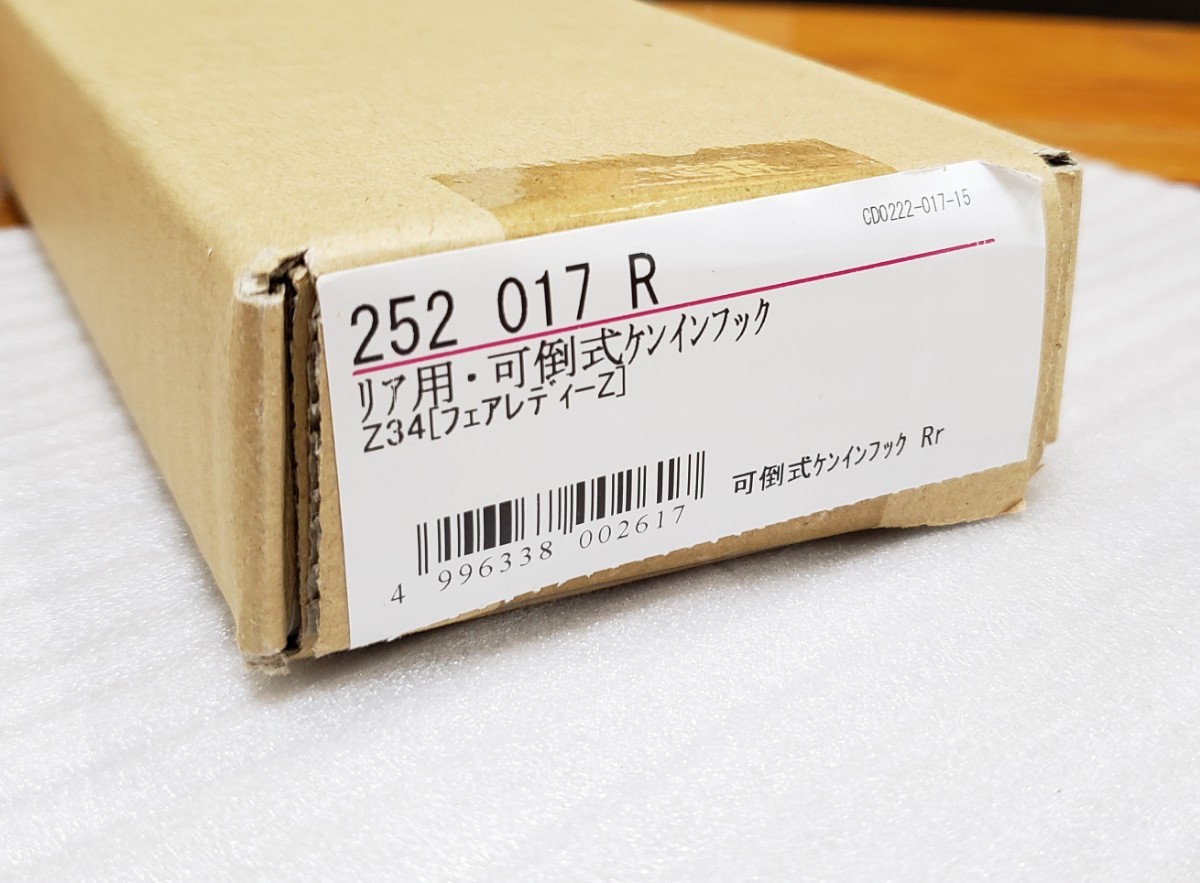 CD0222-017-15
252 017 R
ﾘｱ用・可倒式ｹﾝｲﾝﾌｯｸ
Z34[ﾌｪｱﾚﾃﾞｨｰZ]
可倒式ｹﾝｲﾝﾌｯｸ Rr
4 996338 002617